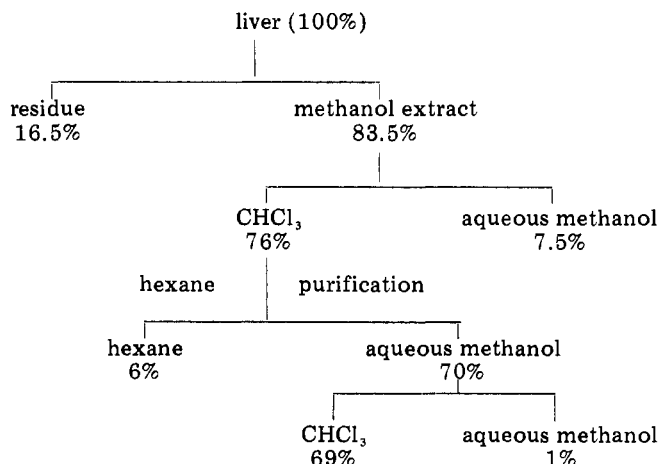 liver (100%)
residue methanol extract
16.5% 83.5%
CHCl₃ aqueous methanol
76% 7.5%
hexane purification
hexane aqueous methanol
6% 70%
CHCl₃ aqueous methanol
69% 1%